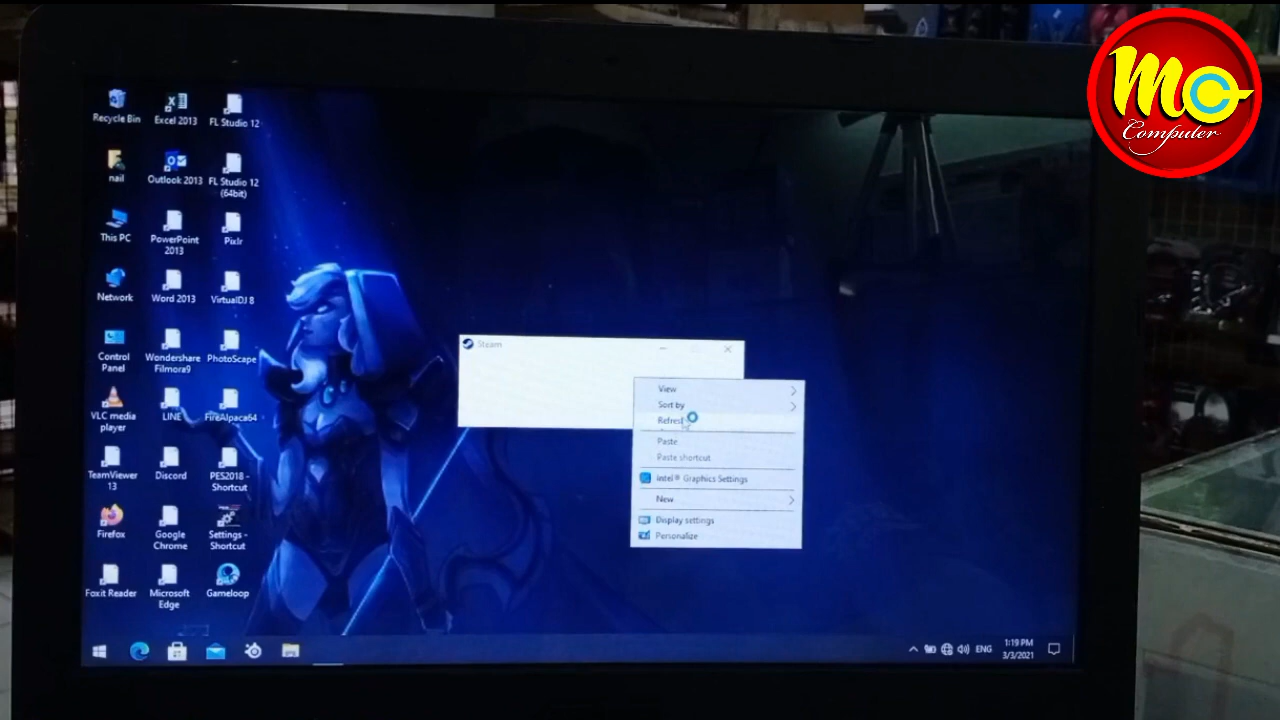 MC
Computer
Recycle Bin
Excel 2013
FL Studio 12
nail
Outlook 2013
FL Studio 12
(64bit)
This PC
PowerPoint
2013
Pixlr
Network
Word 2013
VirtualDJ 8
Control
Panel
Wondershare
Filmora9
PhotoScape
VLC media
player
LINE
FireAlpaca64
TeamViewer
13
Discord
PES2018 -
Shortcut
Firefox
Google
Chrome
Settings -
Shortcut
Foxit Reader
Microsoft
Edge
Gameloop
Steam
View
Sort by
Refresh
Paste
Paste shortcut
Intel® Graphics Settings
New
Display settings
Personalize
ENG
1:19 PM
3/3/2021